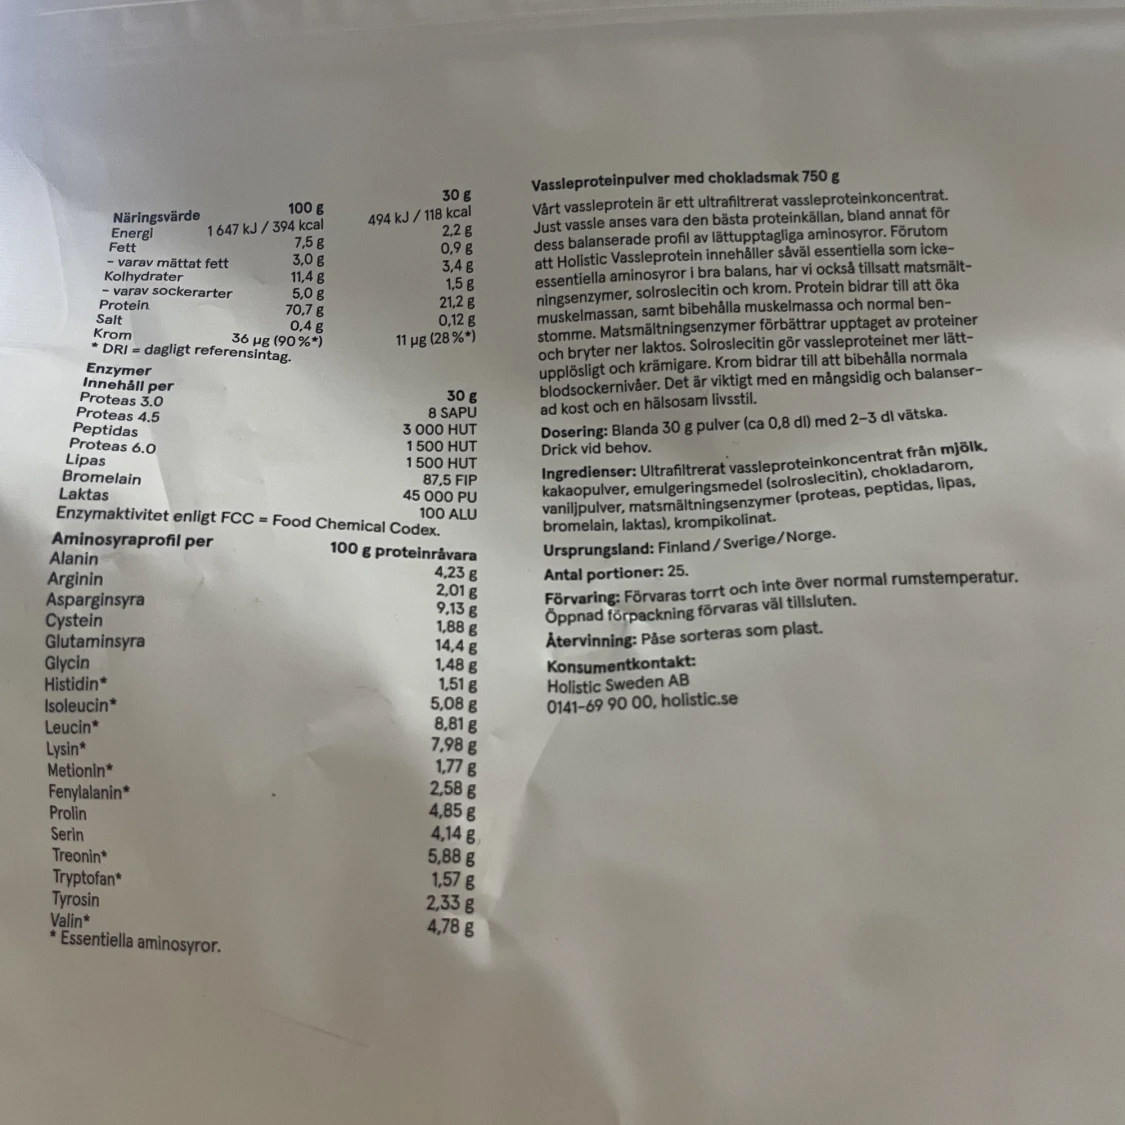 Näringsvärde 100 g 30 g
Energi 1 647 kJ / 394 kcal 494 kJ / 118 kcal
Fett 7,5 g 2,2 g
– varav mättat fett 3,0 g 0,9 g
Kolhydrater 11,4 g 3,4 g
– varav sockerarter 5,0 g 1,5 g
Protein 70,7 g 21,2 g
Salt 0,4 g 0,12 g
Krom 36 µg (90 %*) 11 µg (28 %*)
* DRI = dagligt referensintag.
Enzymer
Innehåll per 30 g
Proteas 3.0 8 SAPU
Proteas 4.5 3 000 HUT
Peptidas 1 500 HUT
Proteas 6.0 1 500 HUT
Lipas 87,5 FIP
Bromelain 45 000 PU
Laktas 100 ALU
Enzymaktivitet enligt FCC = Food Chemical Codex.
Aminosyraprofil per 100 g proteinråvara
Alanin 4,23 g
Arginin 2,01 g
Asparginsyra 9,13 g
Cystein 1,88 g
Glutaminsyra 14,4 g
Glycin 1,48 g
Histidin* 1,51 g
Isoleucin* 5,08 g
Leucin* 8,81 g
Lysin* 7,98 g
Metionin* 1,77 g
Fenylalanin* 2,58 g
Prolin 4,85 g
Serin 4,14 g
Treonin* 5,88 g
Tryptofan* 1,57 g
Tyrosin 2,33 g
Valin* 4,78 g
* Essentiella aminosyror.
Vassleproteinpulver med chokladsmak 750 g
Vårt vassleprotein är ett ultrafiltrerat vassleproteinkoncentrat.
Just vassle anses vara den bästa proteinkällan, bland annat för
dess balanserade profil av lättupptagliga aminosyror. Förutom
att Holistic Vassleprotein innehåller såväl essentiella som icke-
essentiella aminosyror i bra balans, har vi också tillsatt matsmält-
ningsenzymer, solroslecitin och krom. Protein bidrar till att öka
muskelmassan, samt bibehålla muskelmassa och normal ben-
stomme. Matsmältningsenzymer förbättrar upptaget av proteiner
och bryter ner laktos. Solroslecitin gör vassleproteinet mer lätt-
upplösligt och krämigare. Krom bidrar till att bibehålla normala
blodsockernivåer. Det är viktigt med en mångsidig och balanser-
ad kost och en hälsosam livsstil.
Dosering: Blanda 30 g pulver (ca 0,8 dl) med 2–3 dl vätska.
Drick vid behov.
Ingredienser: Ultrafiltrerat vassleproteinkoncentrat från mjölk,
kakaopulver, emulgeringsmedel (solroslecitin), chokladarom,
vaniljpulver, matsmältningsenzymer (proteas, peptidas, lipas,
bromelain, laktas), krompikolinat.
Ursprungsland: Finland / Sverige / Norge.
Antal portioner: 25.
Förvaring: Förvaras torrt och inte över normal rumstemperatur.
Öppnad förpackning förvaras väl tillsluten.
Återvinning: Påse sorteras som plast.
Konsumentkontakt:
Holistic Sweden AB
0141-69 90 00, holistic.se